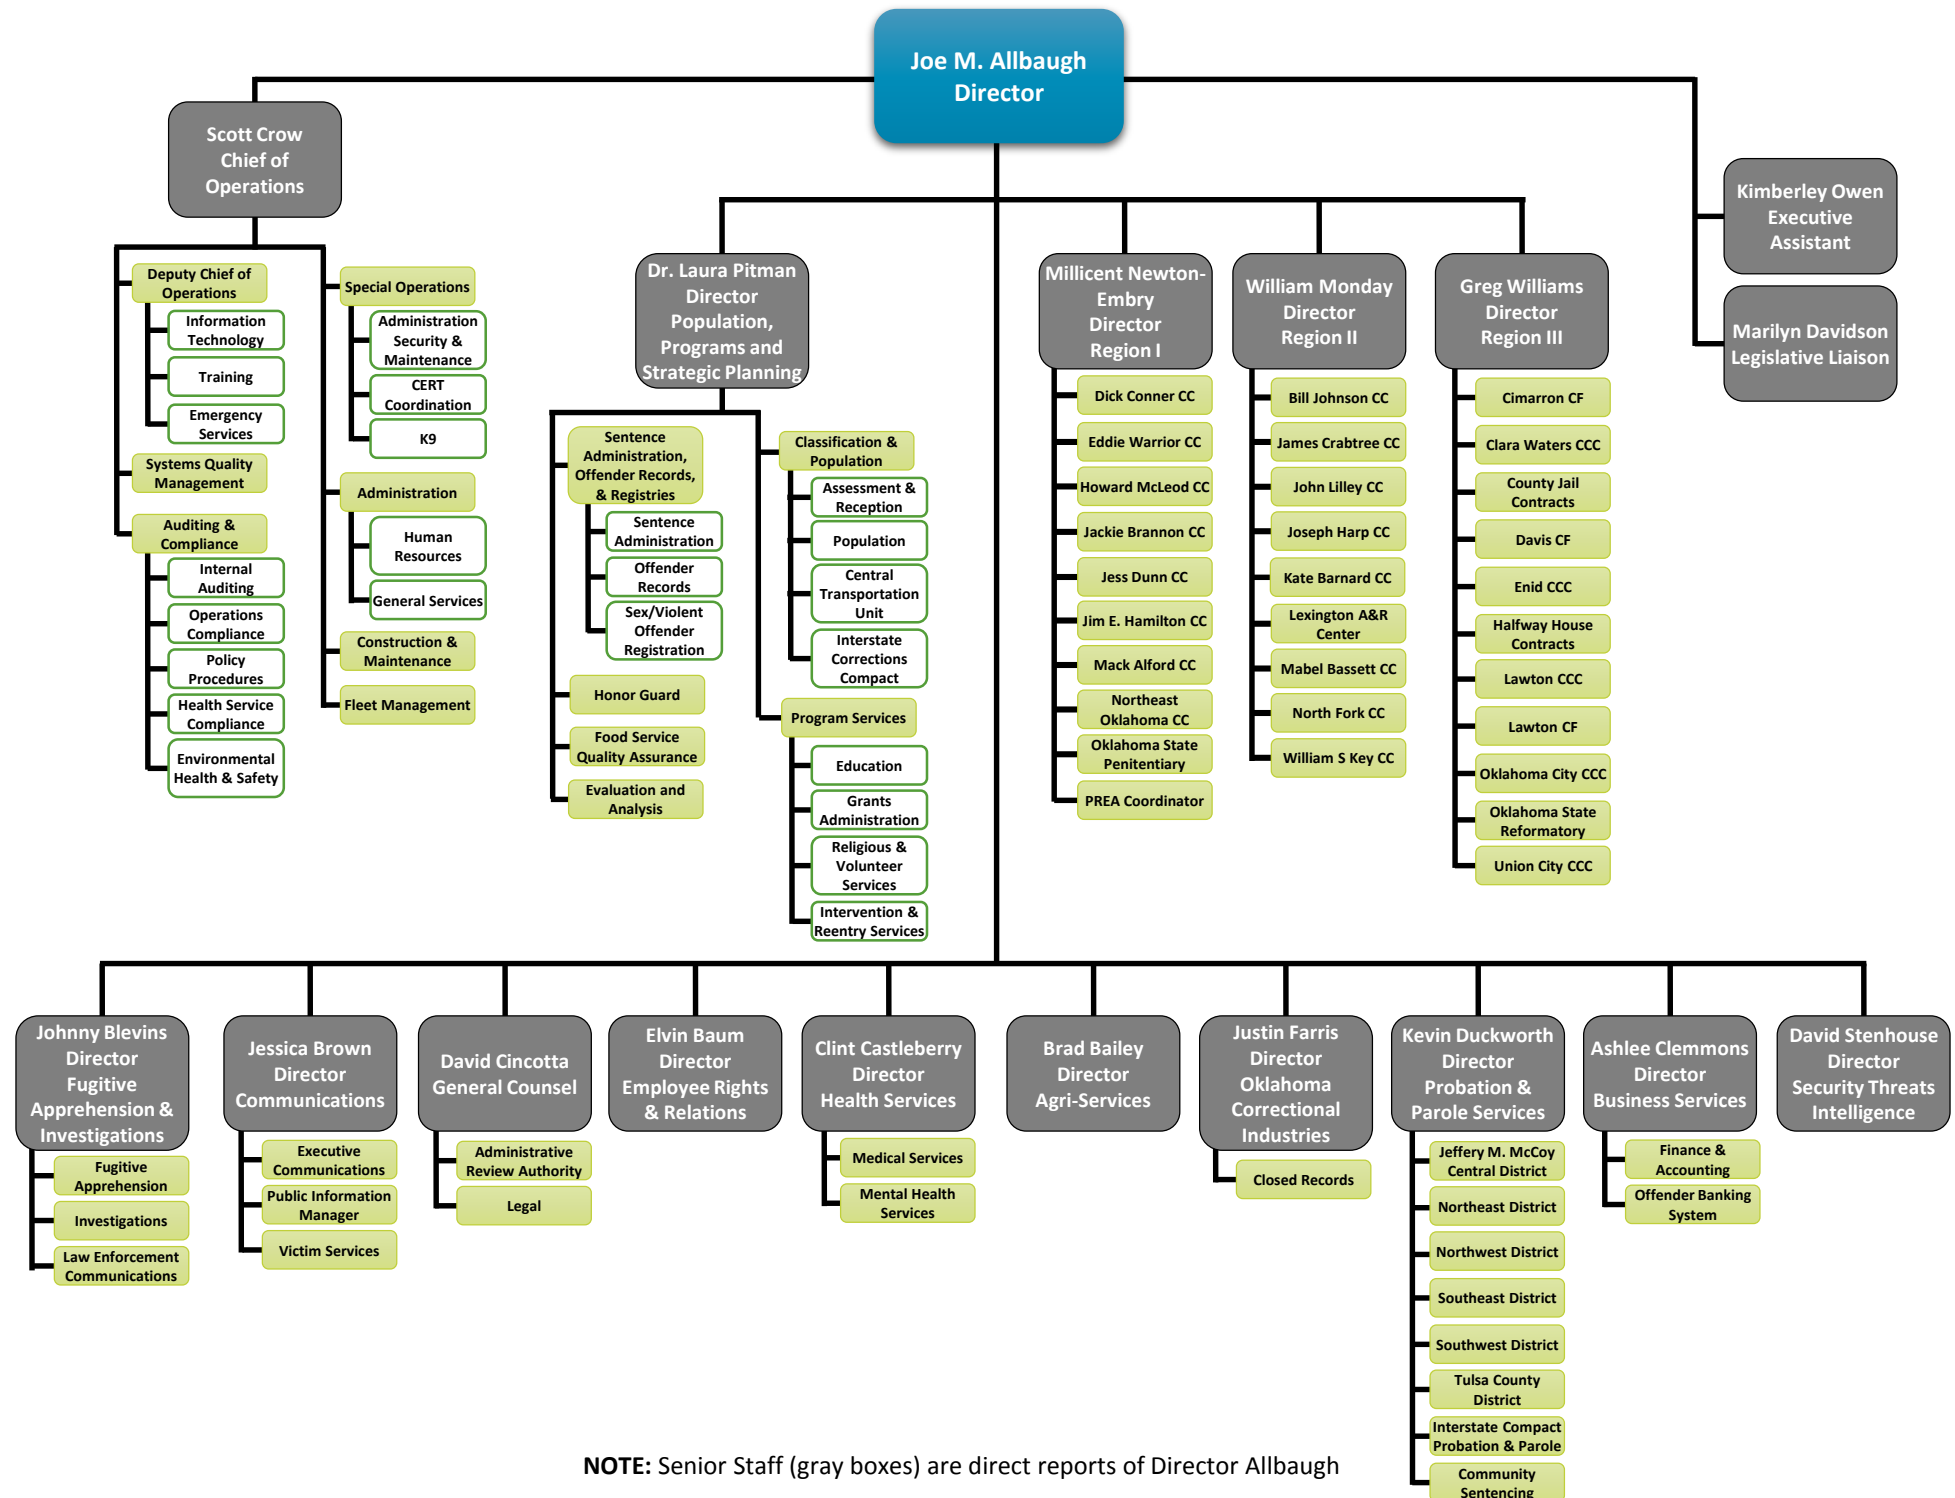 Joe M. Allbaugh
Director
Scott Crow
Chief of
Operations
Kimberley Owen
Executive
Assistant
Marilyn Davidson
Legislative Liaison
Deputy Chief of
Operations
Information
Technology
Training
Emergency
Services
Systems Quality
Management
Auditing &
Compliance
Internal
Auditing
Operations
Compliance
Policy
Procedures
Health Service
Compliance
Environmental
Health & Safety
Special Operations
Administration
Security &
Maintenance
CERT
Coordination
K9
Administration
Human
Resources
General Services
Construction &
Maintenance
Fleet Management
Dr. Laura Pitman
Director
Population,
Programs and
Strategic Planning
Sentence
Administration,
Offender Records,
& Registries
Sentence
Administration
Offender
Records
Sex/Violent
Offender
Registration
Honor Guard
Food Service
Quality Assurance
Evaluation and
Analysis
Classification &
Population
Assessment &
Reception
Population
Central
Transportation
Unit
Interstate
Corrections
Compact
Program Services
Education
Grants
Administration
Religious &
Volunteer
Services
Intervention &
Reentry Services
Millicent Newton-
Embry
Director
Region I
Dick Conner CC
Eddie Warrior CC
Howard McLeod CC
Jackie Brannon CC
Jess Dunn CC
Jim E. Hamilton CC
Mack Alford CC
Northeast
Oklahoma CC
Oklahoma State
Penitentiary
PREA Coordinator
William Monday
Director
Region II
Bill Johnson CC
James Crabtree CC
John Lilley CC
Joseph Harp CC
Kate Barnard CC
Lexington A&R
Center
Mabel Bassett CC
North Fork CC
William S Key CC
Greg Williams
Director
Region III
Cimarron CF
Clara Waters CCC
County Jail
Contracts
Davis CF
Enid CCC
Halfway House
Contracts
Lawton CCC
Lawton CF
Oklahoma City CCC
Oklahoma State
Reformatory
Union City CCC
Johnny Blevins
Director
Fugitive
Apprehension &
Investigations
Fugitive
Apprehension
Investigations
Law Enforcement
Communications
Jessica Brown
Director
Communications
Executive
Communications
Public Information
Manager
Victim Services
David Cincotta
General Counsel
Administrative
Review Authority
Legal
Elvin Baum
Director
Employee Rights
& Relations
Clint Castleberry
Director
Health Services
Medical Services
Mental Health
Services
Brad Bailey
Director
Agri-Services
Justin Farris
Director
Oklahoma
Correctional
Industries
Closed Records
Kevin Duckworth
Director
Probation &
Parole Services
Jeffery M. McCoy
Central District
Northeast District
Northwest District
Southeast District
Southwest District
Tulsa County
District
Interstate Compact
Probation & Parole
Community
Sentencing
Ashlee Clemmons
Director
Business Services
Finance &
Accounting
Offender Banking
System
David Stenhouse
Director
Security Threats
Intelligence
NOTE: Senior Staff (gray boxes) are direct reports of Director Allbaugh